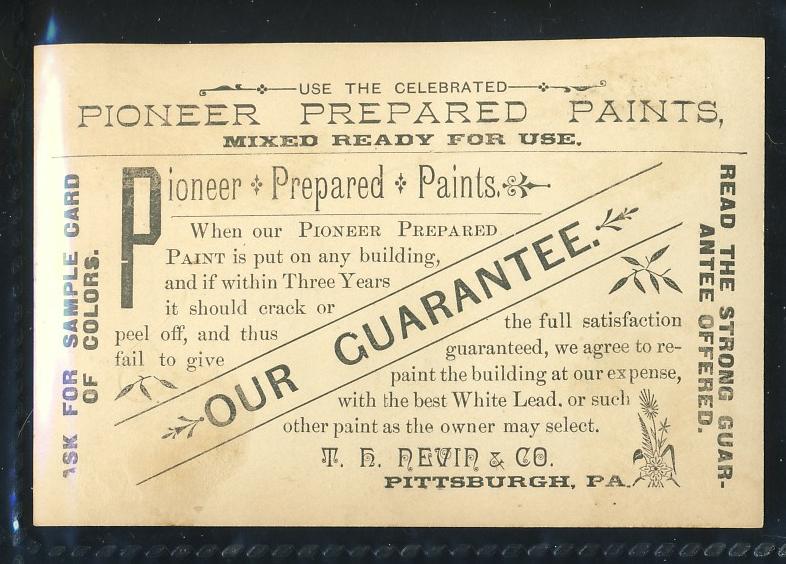 USE THE CELEBRATED
PIONEER PREPARED PAINTS,
MIXED READY FOR USE.
ASK FOR SAMPLE CARD
OF COLORS.
Pioneer Prepared Paints.
When our PIONEER PREPARED
PAINT is put on any building,
and if within Three Years
it should crack or
peel off, and thus
fail to give
OUR GUARANTEE.
the full satisfaction
guaranteed, we agree to re-
paint the building at our expense,
with the best White Lead, or such
other paint as the owner may select.
T. H. NEVIN & CO.
PITTSBURGH, PA.
READ THE STRONG GUAR-
ANTEE OFFERED.